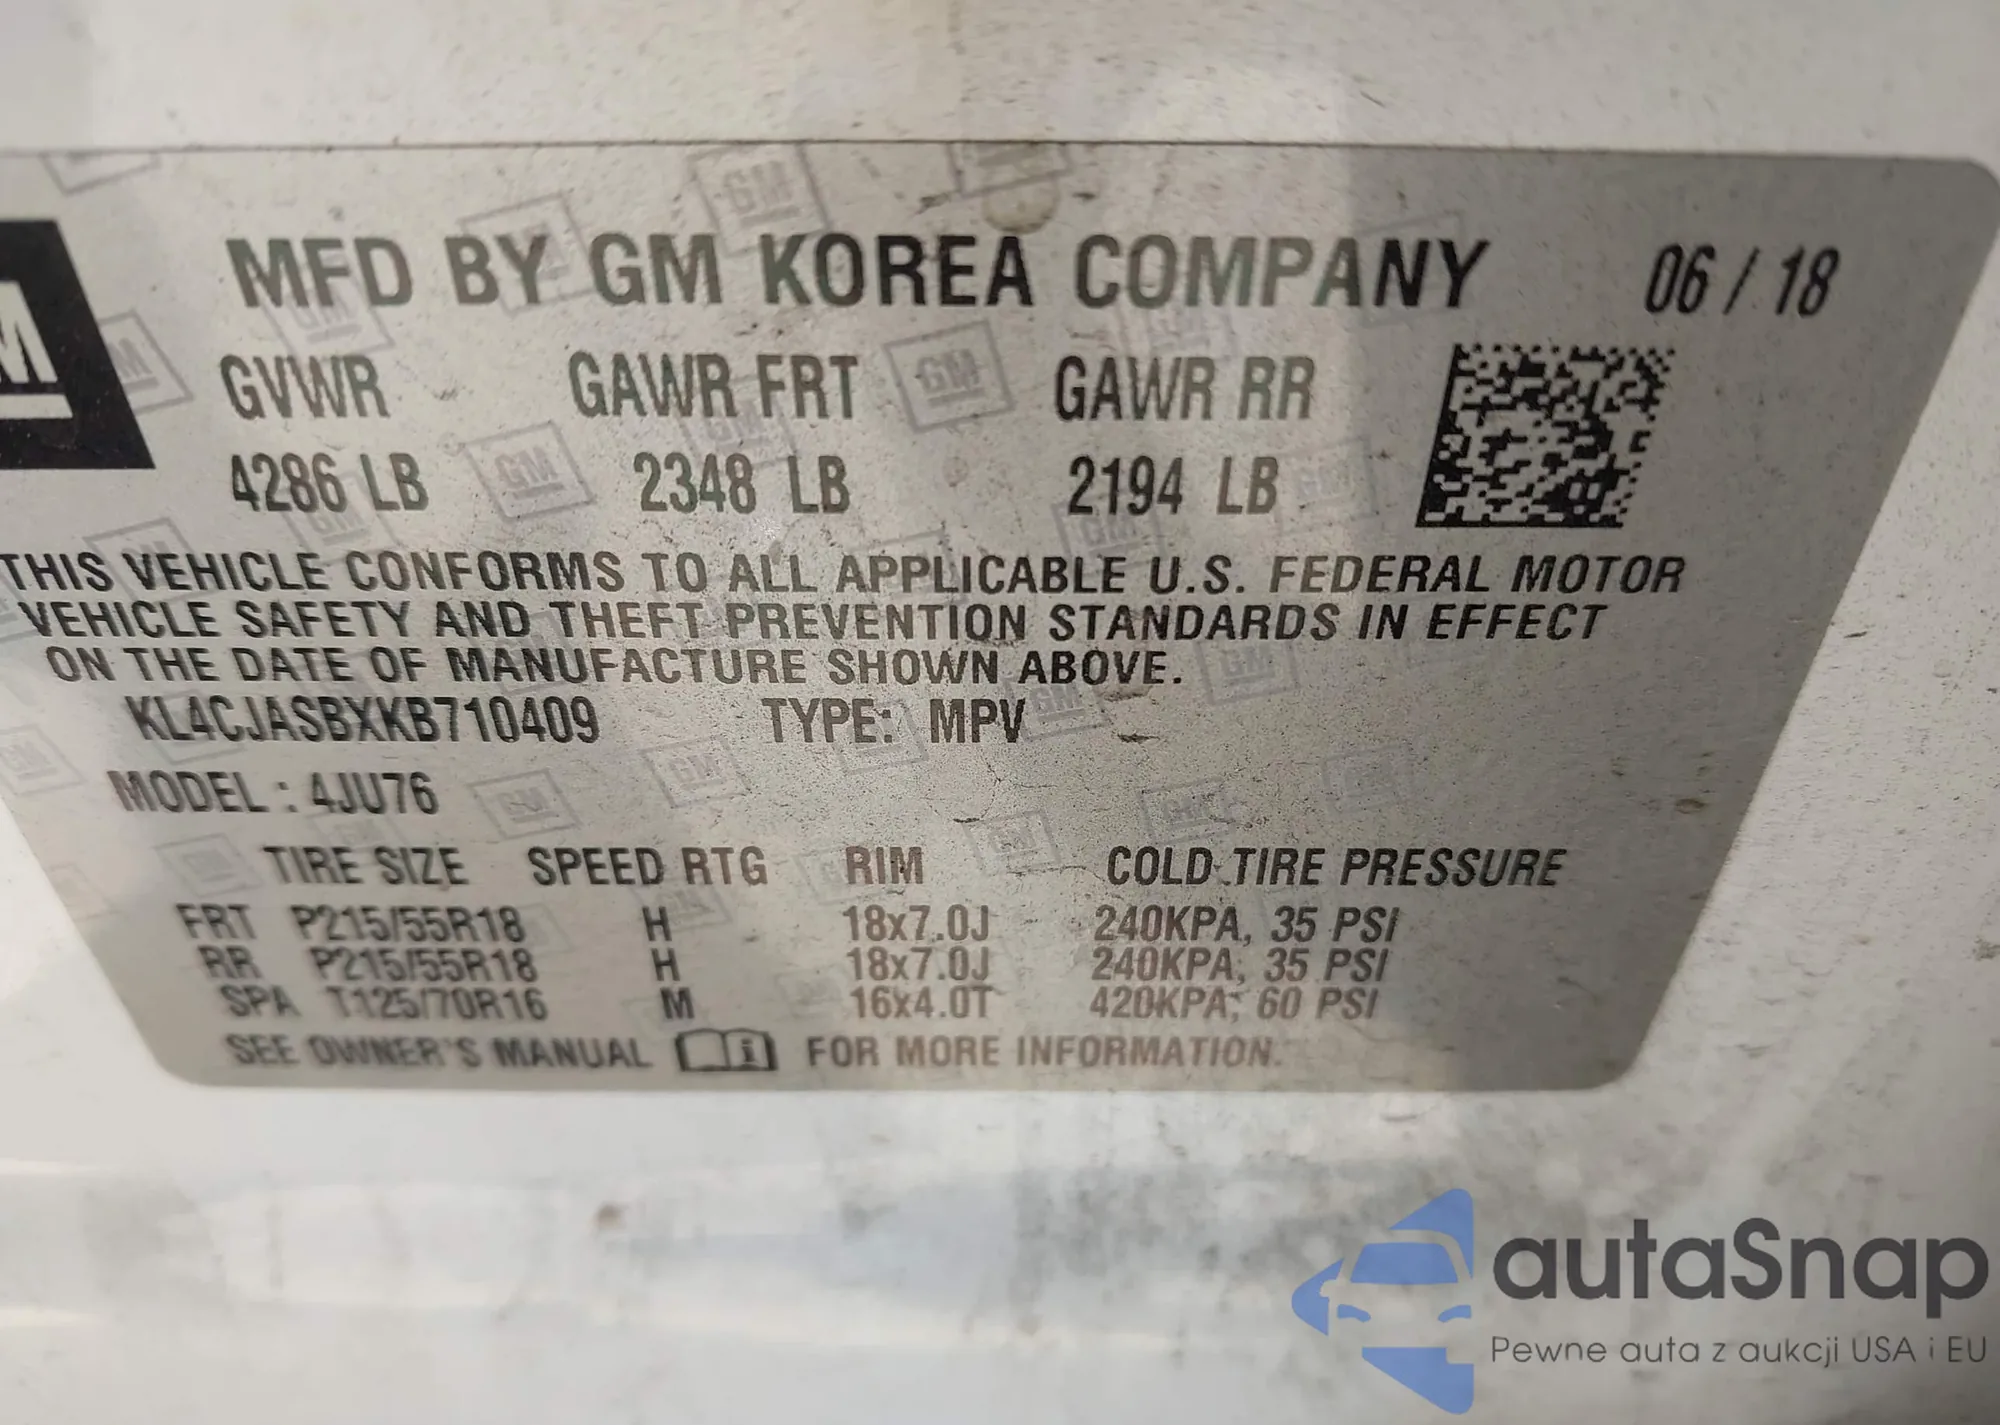 MFD BY GM KOREA COMPANY 06 / 18
GVWR GAWR FRT GAWR RR
4286 LB 2348 LB 2194 LB
THIS VEHICLE CONFORMS TO ALL APPLICABLE U.S. FEDERAL MOTOR
VEHICLE SAFETY AND THEFT PREVENTION STANDARDS IN EFFECT
ON THE DATE OF MANUFACTURE SHOWN ABOVE.
KL4CJASBXKB710409 TYPE: MPV
MODEL : 4JU76
TIRE SIZE SPEED RTG RIM COLD TIRE PRESSURE
FRT P215/55R18 H 18x7.0J 240KPA, 35 PSI
RR P215/55R18 H 18x7.0J 240KPA, 35 PSI
SPA T125/70R16 M 16x4.0T 420KPA, 60 PSI
SEE OWNER'S MANUAL FOR MORE INFORMATION.
autaSnap
Pewne auta z aukcji USA i EU